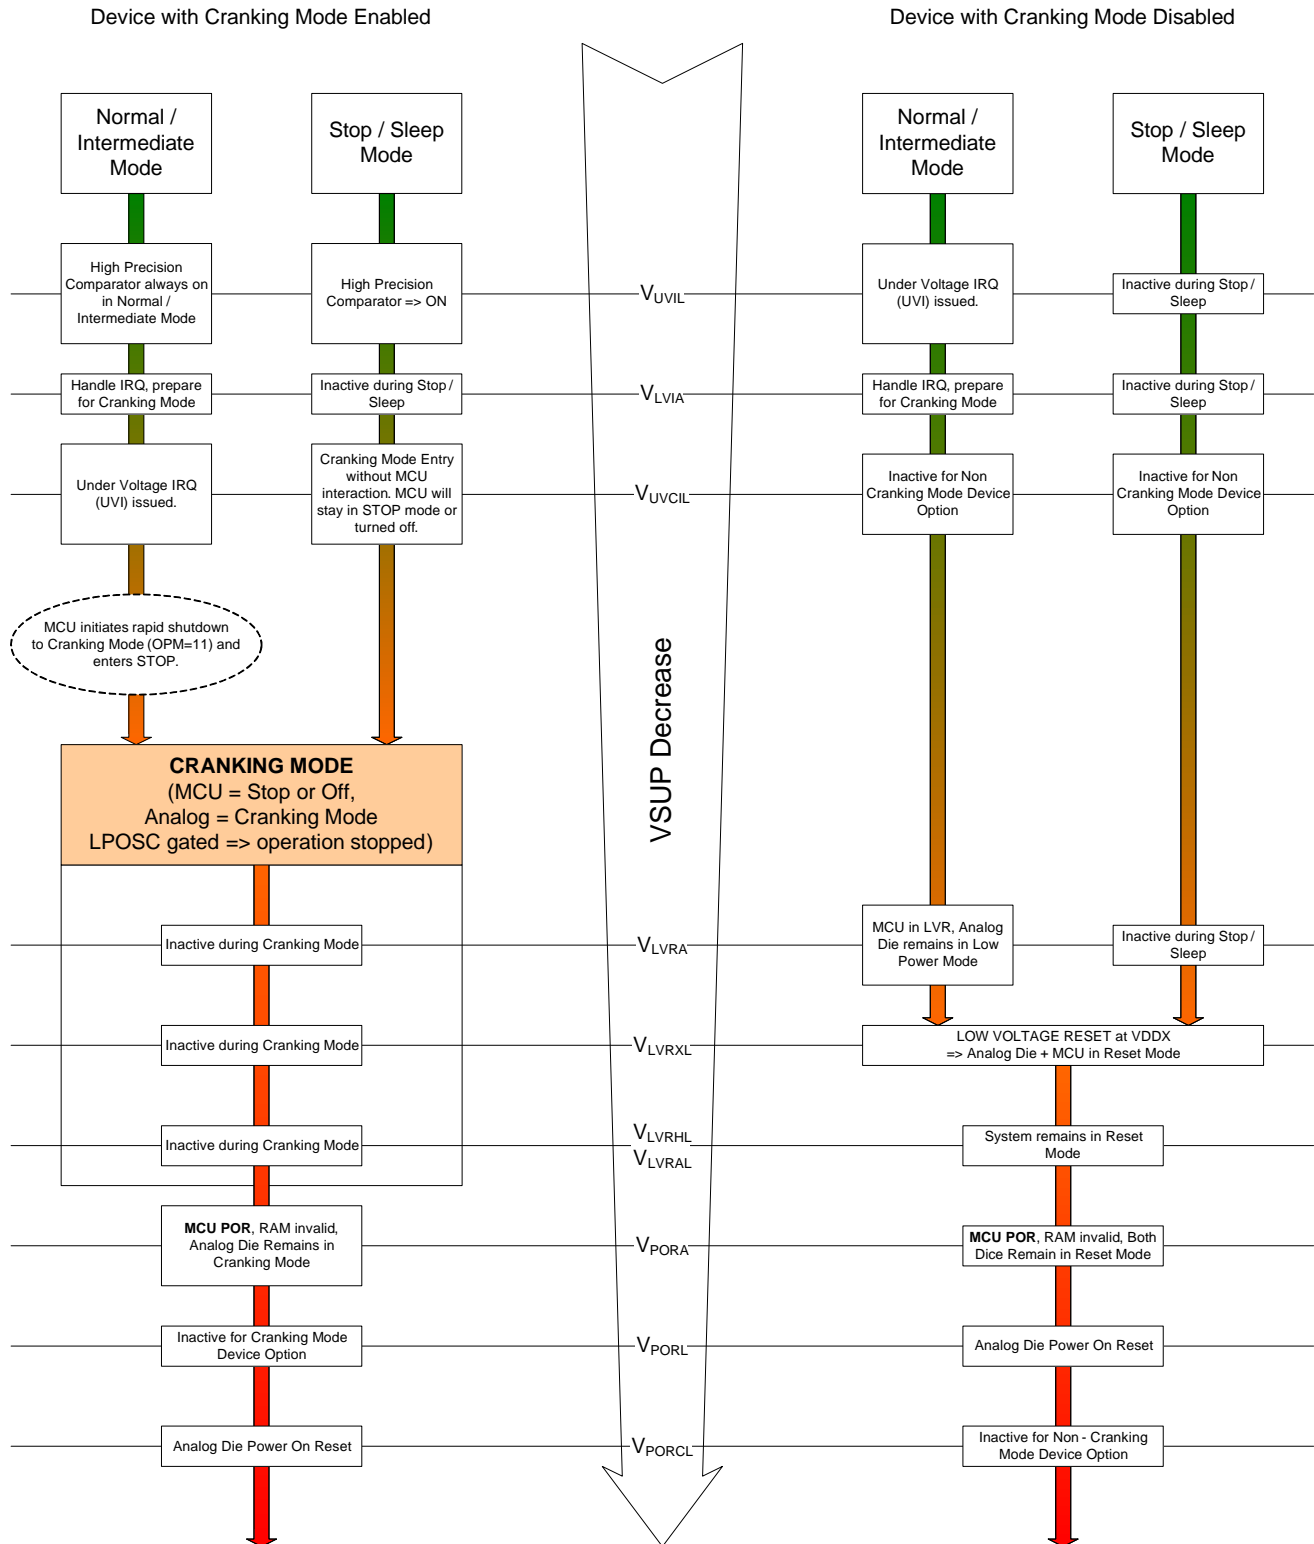 Device with Cranking Mode Enabled
Device with Cranking Mode Disabled
Normal /
Intermediate
Mode
Stop / Sleep
Mode
Normal /
Intermediate
Mode
Stop / Sleep
Mode
High Precision
Comparator always on
in Normal /
Intermediate Mode
High Precision
Comparator => ON
VUVIL
Under Voltage IRQ
(UVI) issued.
Inactive during Stop /
Sleep
Handle IRQ, prepare
for Cranking Mode
Inactive during Stop /
Sleep
VLVIA
Handle IRQ, prepare
for Cranking Mode
Inactive during Stop /
Sleep
Under Voltage IRQ
(UVI) issued.
Cranking Mode Entry
without MCU
interaction. MCU will
stay in STOP mode or
turned off.
VUVCIL
Inactive for Non
Cranking Mode Device
Option
Inactive for Non
Cranking Mode Device
Option
MCU initiates rapid shutdown
to Cranking Mode (OPM=11) and
enters STOP.
VSUP Decrease
CRANKING MODE
(MCU = Stop or Off,
Analog = Cranking Mode
LPOSC gated => operation stopped)
Inactive during Cranking Mode
VLVRA
MCU in LVR, Analog
Die remains in Low
Power Mode
Inactive during Stop /
Sleep
Inactive during Cranking Mode
VLVRXL
LOW VOLTAGE RESET at VDDX
=> Analog Die + MCU in Reset Mode
Inactive during Cranking Mode
VLVRHL
VLVRAL
System remains in Reset
Mode
MCU POR, RAM invalid,
Analog Die Remains in
Cranking Mode
VPORA
MCU POR, RAM invalid, Both
Dice Remain in Reset Mode
Inactive for Cranking Mode
Device Option
VPORL
Analog Die Power On Reset
Analog Die Power On Reset
VPORCL
Inactive for Non - Cranking
Mode Device Option